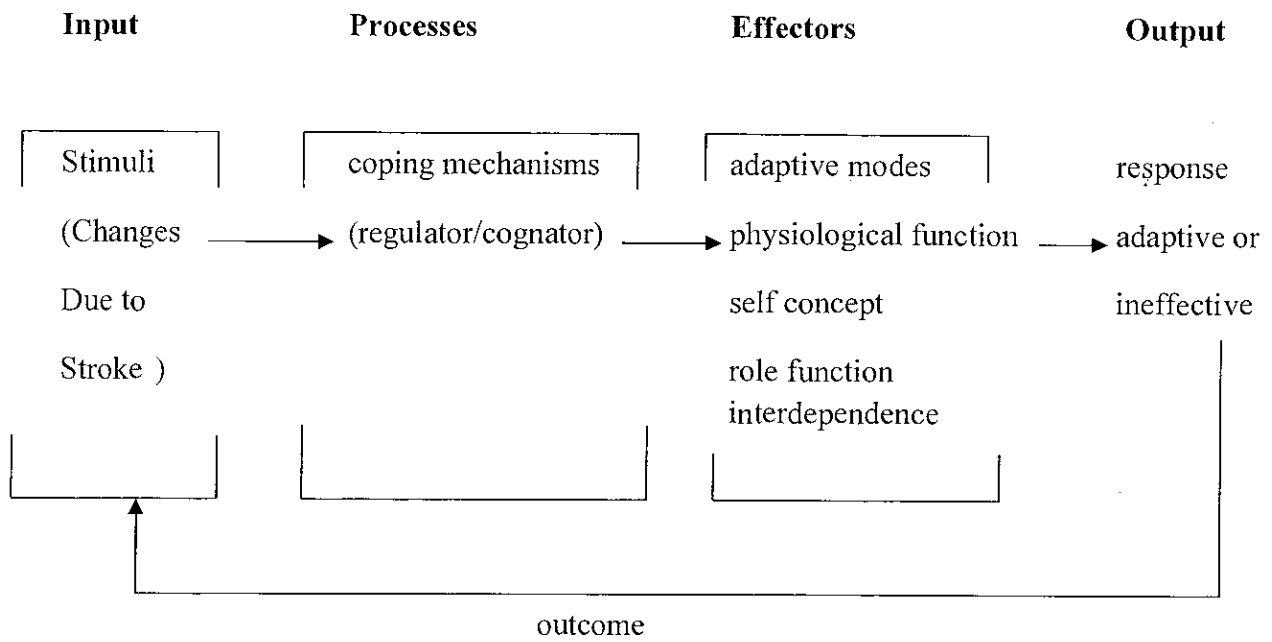 Input Processes Effectors Output
Stimuli coping mechanisms adaptive modes response
(Changes (regulator/cognator) physiological function adaptive or
Due to self concept ineffective
Stroke ) role function
interdependence
outcome